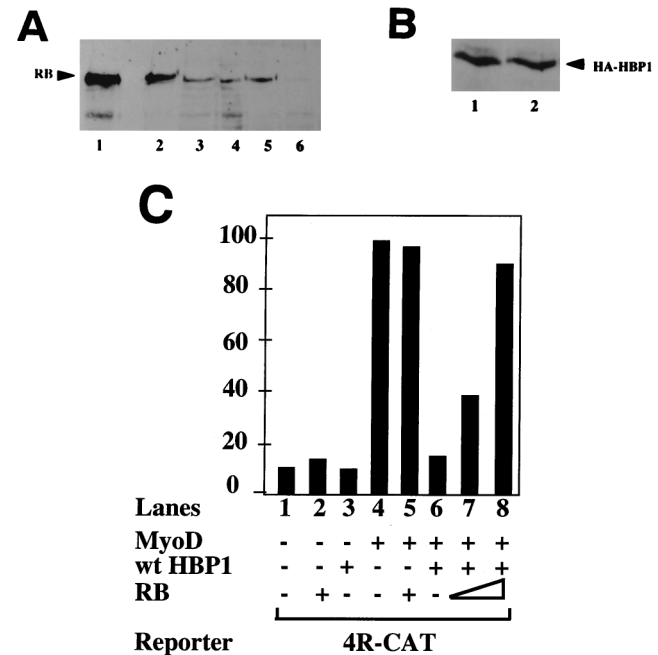 A
RB
1 2 3 4 5 6
B
HA-HBP1
1 2
C
100
80
60
40
20
0
Lanes 1 2 3 4 5 6 7 8
MyoD - - - + + + + +
wt HBP1 - - + - - + + +
RB - + - - + -
Reporter 4R-CAT